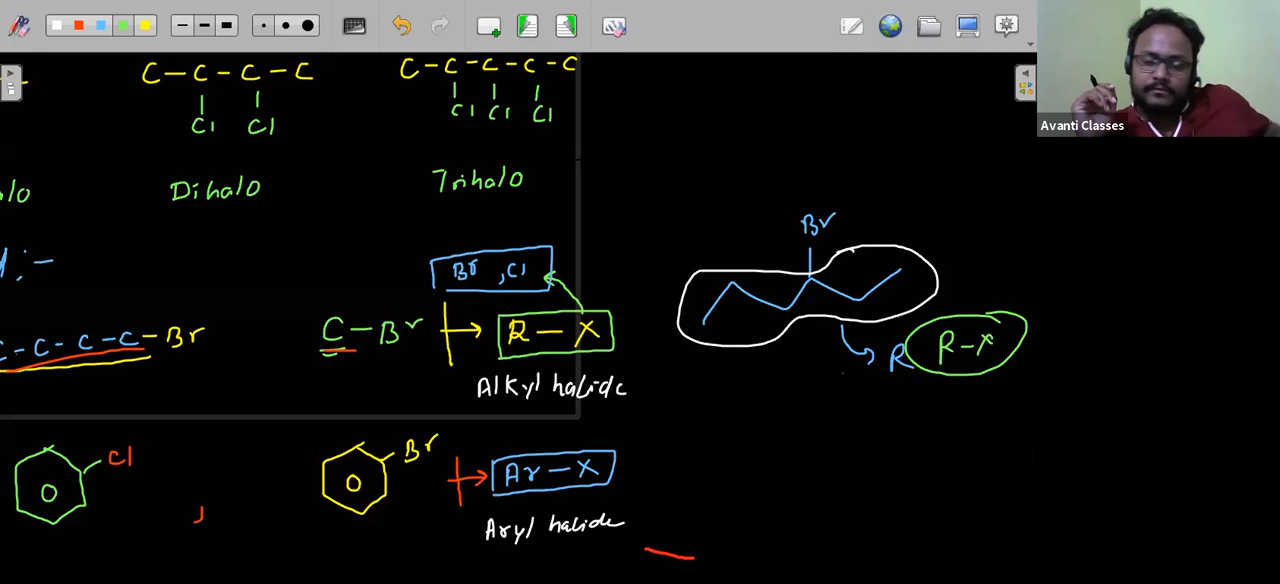 C-C-C-C
Cl Cl
C-C-C-C-C
Cl Cl Cl
Avanti Classes
alo
Dihalo
Trihalo
:-
Br
Br, Cl
C-C-C-C-Br
C-Br
R-X
R
R-X
Alkyl halide
Cl
,
Br
Ar-X
Aryl halide